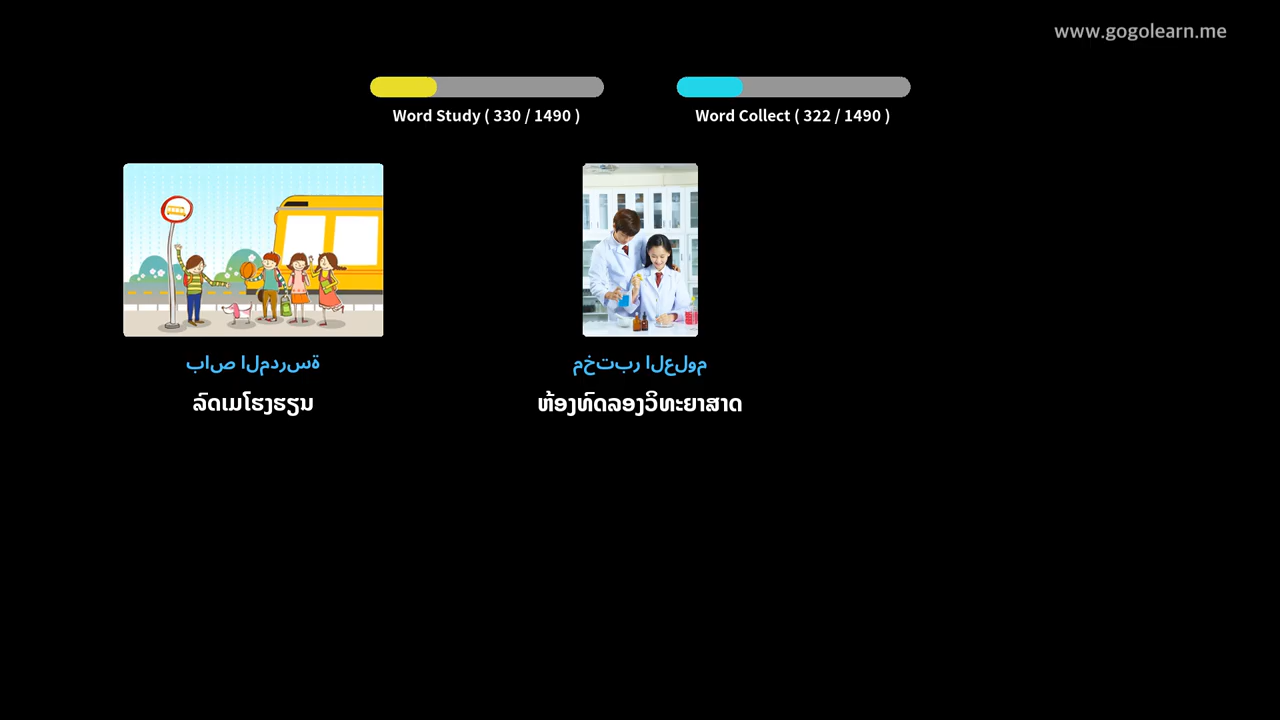 www.gogolearn.me
Word Study ( 330 / 1490 )
Word Collect ( 322 / 1490 )
باص المدرسة
ລົດເມໂຮງຮຽນ
مختبر العلوم
ຫ້ອງທົດລອງວິທະຍາສາດ